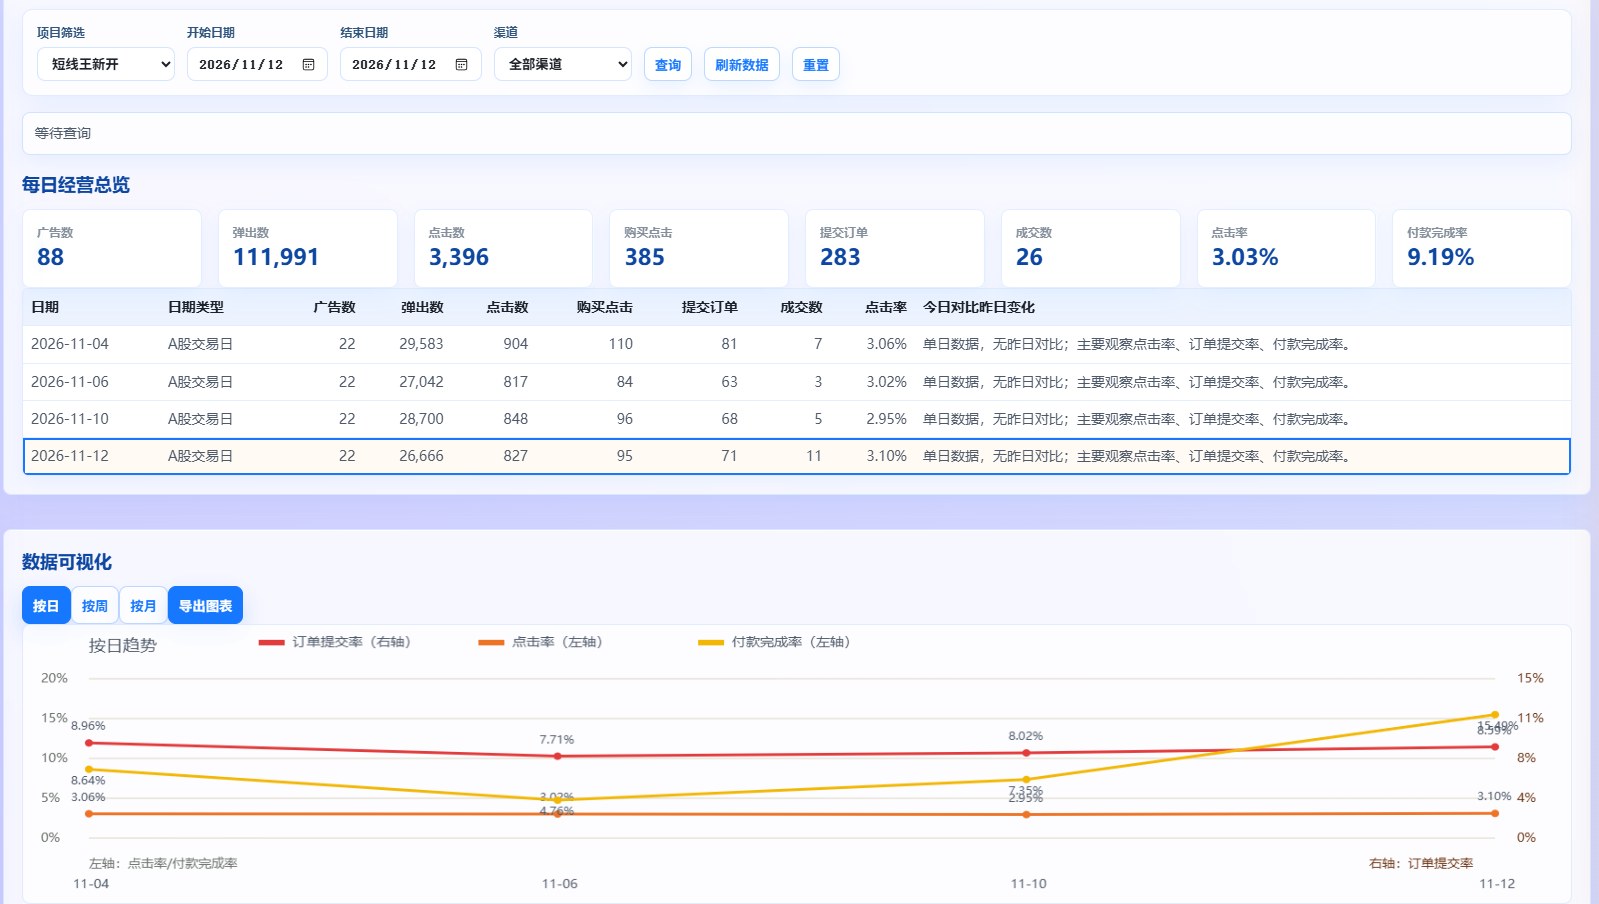 项目筛选 开始日期 结束日期 渠道
短线王新开 2026/11/12 2026/11/12 全部渠道 查询 刷新数据 重置
等待查询
每日经营总览
广告数 弹出数 点击数 购买点击 提交订单 成交数 点击率 付款完成率
88 111,991 3,396 385 283 26 3.03% 9.19%
日期 日期类型 广告数 弹出数 点击数 购买点击 提交订单 成交数 点击率 今日对比昨日变化
2026-11-04 A股交易日 22 29,583 904 110 81 7 3.06% 单日数据，无昨日对比；主要观察点击率、订单提交率、付款完成率。
2026-11-06 A股交易日 22 27,042 817 84 63 3 3.02% 单日数据，无昨日对比；主要观察点击率、订单提交率、付款完成率。
2026-11-10 A股交易日 22 28,700 848 96 68 5 2.95% 单日数据，无昨日对比；主要观察点击率、订单提交率、付款完成率。
2026-11-12 A股交易日 22 26,666 827 95 71 11 3.10% 单日数据，无昨日对比；主要观察点击率、订单提交率、付款完成率。
数据可视化
按日 按周 按月 导出图表
按日趋势 订单提交率（右轴） 点击率（左轴） 付款完成率（左轴）
20% 15%
15% 11%
8.96% 15.49%
8.59%
7.71% 8.02%
10% 8%
8.64% 7.35%
5% 3.06% 3.02% 2.95% 3.10% 4%
4.76%
0% 0%
左轴：点击率/付款完成率 右轴：订单提交率
11-04 11-06 11-10 11-12